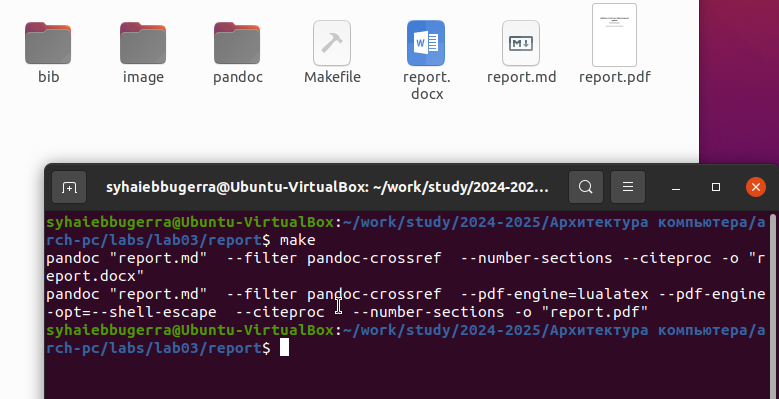 bib
image
pandoc
Makefile
report.
docx
report.md
report.pdf
syhaiebbugerra@Ubuntu-VirtualBox: ~/work/study/2024-202...
syhaiebbugerra@Ubuntu-VirtualBox:~/work/study/2024-2025/Архитектура компьютера/a
rch-pc/labs/lab03/report$ make
pandoc "report.md"  --filter pandoc-crossref  --number-sections --citeproc -o "r
eport.docx"
pandoc "report.md"  --filter pandoc-crossref  --pdf-engine=lualatex --pdf-engine
-opt=--shell-escape  --citeproc   --number-sections -o "report.pdf"
syhaiebbugerra@Ubuntu-VirtualBox:~/work/study/2024-2025/Архитектура компьютера/a
rch-pc/labs/lab03/report$